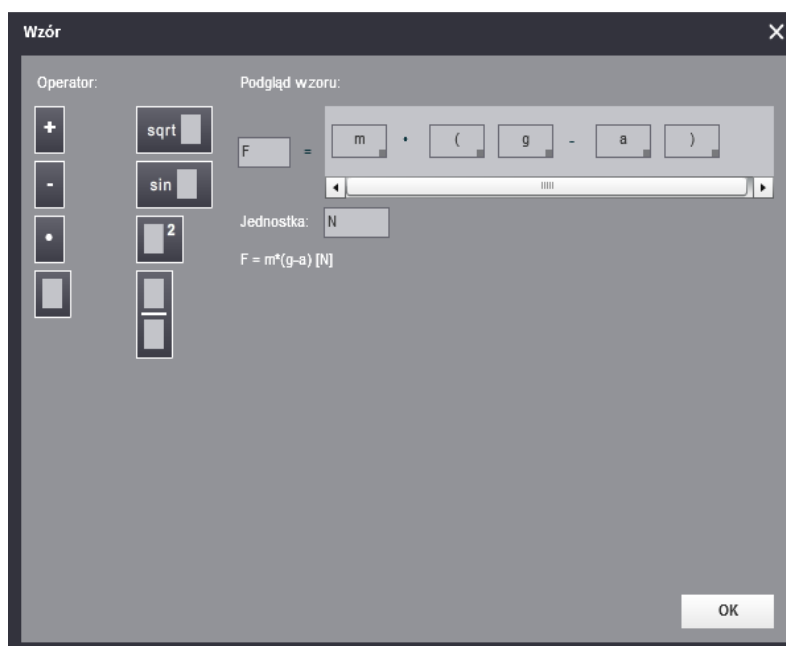 Wzór
Operator:
Podgląd wzoru:
+
sqrt
F = m • ( g - a )
-
sin
•
2
Jednostka: N
F = m*(g-a) [N]
OK